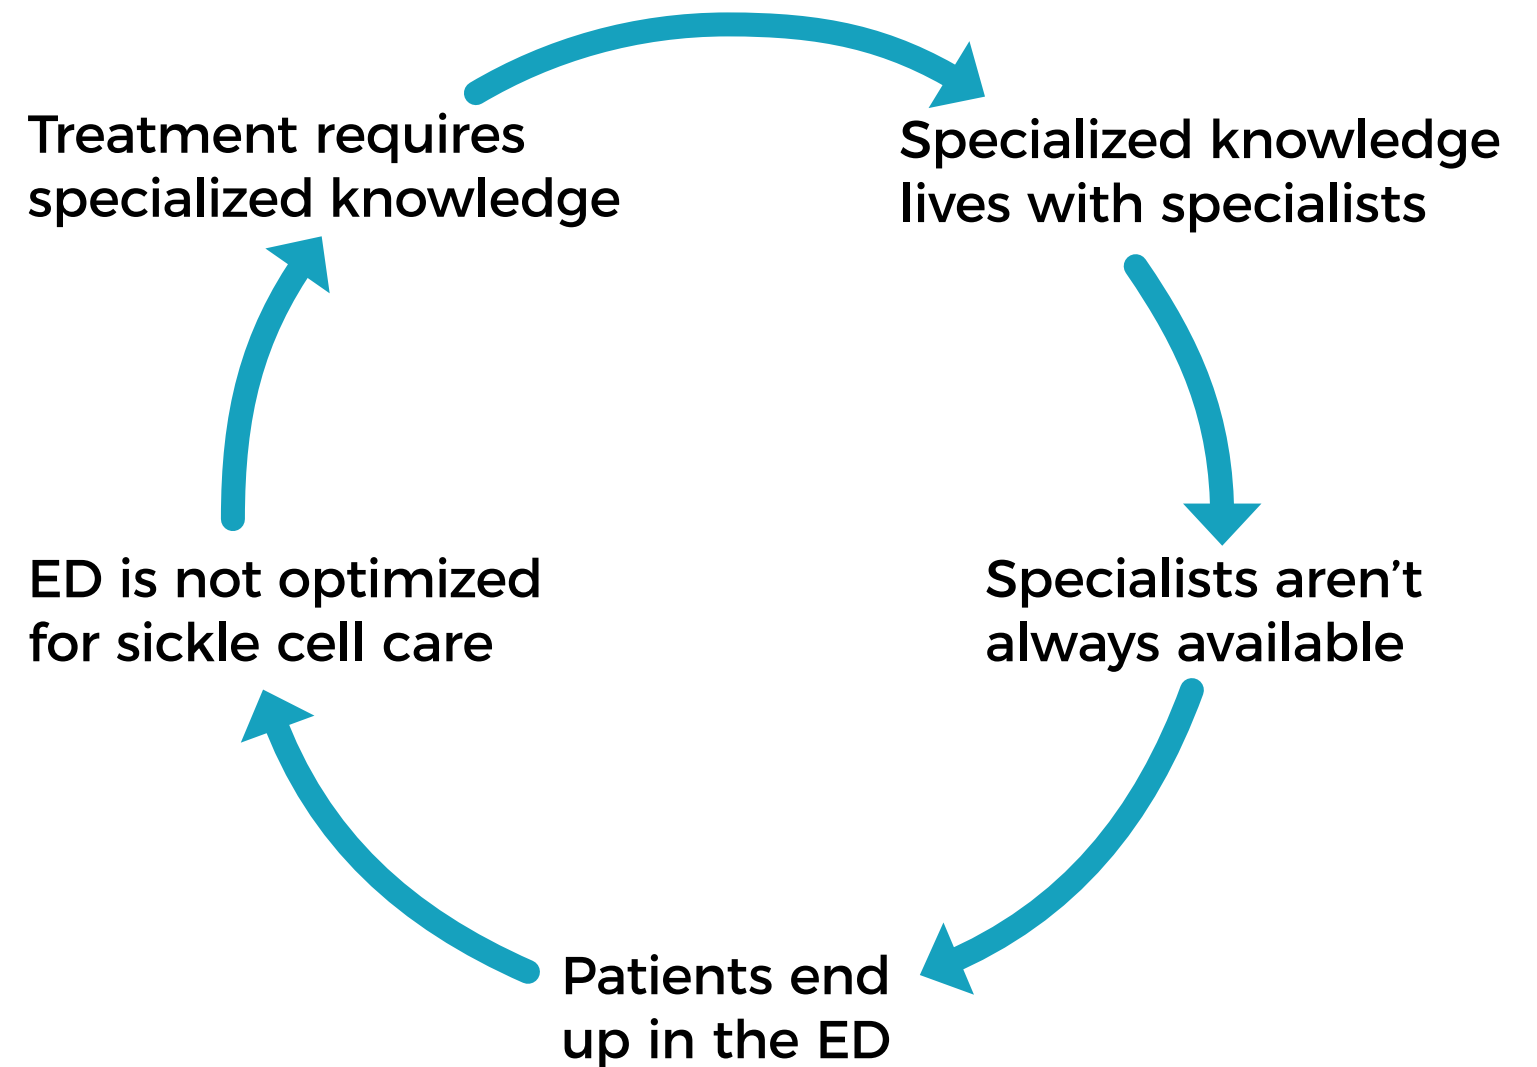 Treatment requires
specialized knowledge
Specialized knowledge
lives with specialists
Specialists aren’t
always available
Patients end
up in the ED
ED is not optimized
for sickle cell care